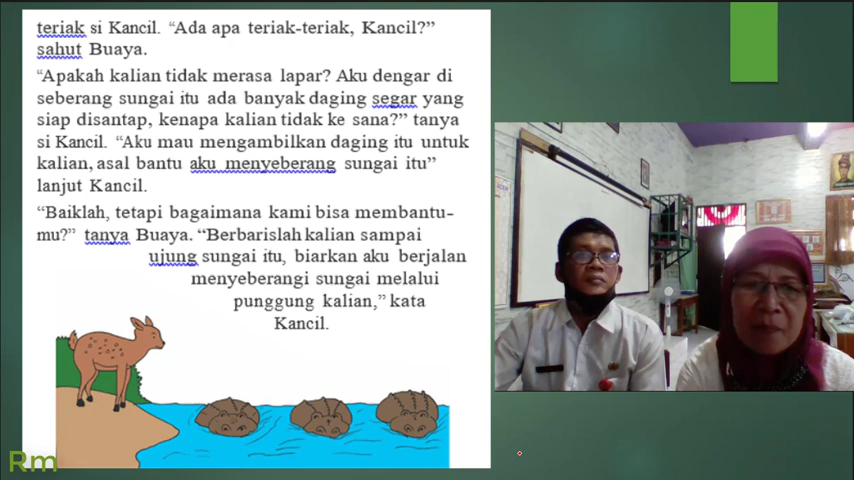 teriak si Kancil. “Ada apa teriak-teriak, Kancil?”
sahut Buaya.
“Apakah kalian tidak merasa lapar? Aku dengar di
seberang sungai itu ada banyak daging segar yang
siap disantap, kenapa kalian tidak ke sana?” tanya
si Kancil. “Aku mau mengambilkan daging itu untuk
kalian, asal bantu aku menyeberang sungai itu”
lanjut Kancil.
“Baiklah, tetapi bagaimana kami bisa membantu-
mu?” tanya Buaya. “Berbarislah kalian sampai
ujung sungai itu, biarkan aku berjalan
menyeberangi sungai melalui
punggung kalian,” kata
Kancil.
Rm